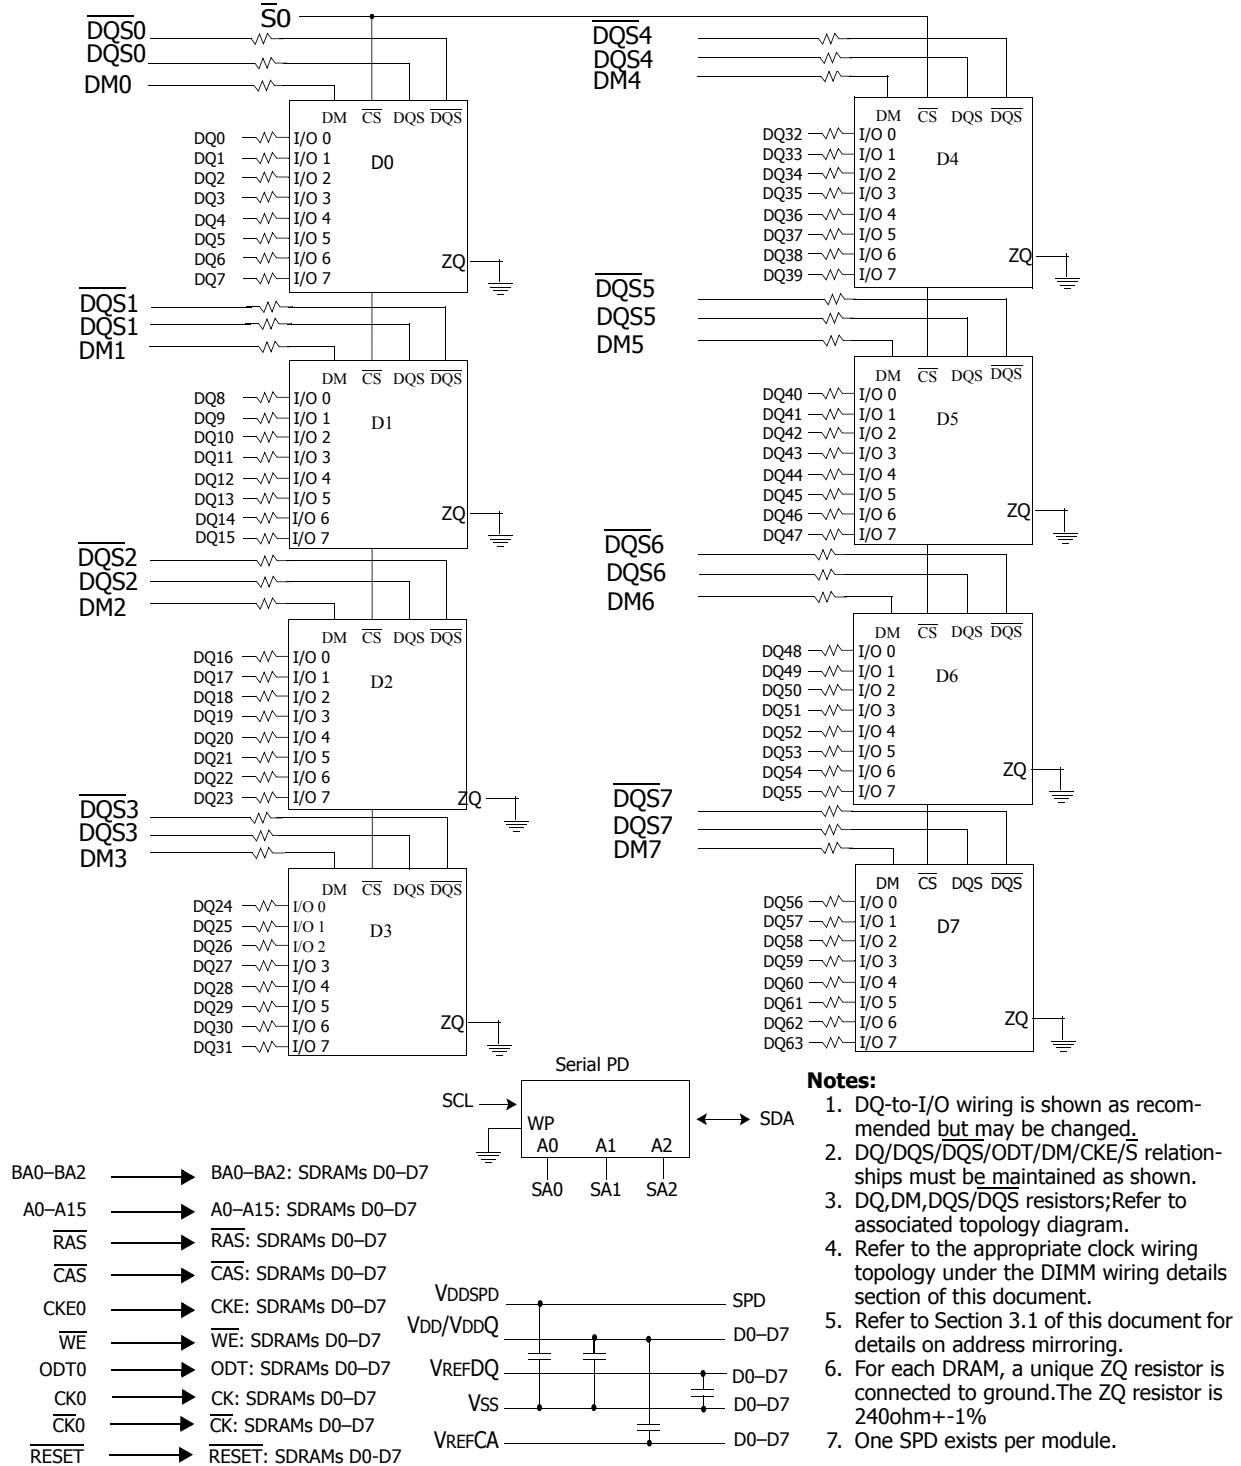 S0
DQS0
DQS0
DM0
DM CS DQS DQS
D0
DQ0 I/O 0
DQ1 I/O 1
DQ2 I/O 2
DQ3 I/O 3
DQ4 I/O 4
DQ5 I/O 5
DQ6 I/O 6
DQ7 I/O 7
ZQ
DQS1
DQS1
DM1
DM CS DQS DQS
D1
DQ8 I/O 0
DQ9 I/O 1
DQ10 I/O 2
DQ11 I/O 3
DQ12 I/O 4
DQ13 I/O 5
DQ14 I/O 6
DQ15 I/O 7
ZQ
DQS2
DQS2
DM2
DM CS DQS DQS
D2
DQ16 I/O 0
DQ17 I/O 1
DQ18 I/O 2
DQ19 I/O 3
DQ20 I/O 4
DQ21 I/O 5
DQ22 I/O 6
DQ23 I/O 7
ZQ
DQS3
DQS3
DM3
DM CS DQS DQS
D3
DQ24 I/O 0
DQ25 I/O 1
DQ26 I/O 2
DQ27 I/O 3
DQ28 I/O 4
DQ29 I/O 5
DQ30 I/O 6
DQ31 I/O 7
ZQ
DQS4
DQS4
DM4
DM CS DQS DQS
D4
DQ32 I/O 0
DQ33 I/O 1
DQ34 I/O 2
DQ35 I/O 3
DQ36 I/O 4
DQ37 I/O 5
DQ38 I/O 6
DQ39 I/O 7
ZQ
DQS5
DQS5
DM5
DM CS DQS DQS
D5
DQ40 I/O 0
DQ41 I/O 1
DQ42 I/O 2
DQ43 I/O 3
DQ44 I/O 4
DQ45 I/O 5
DQ46 I/O 6
DQ47 I/O 7
ZQ
DQS6
DQS6
DM6
DM CS DQS DQS
D6
DQ48 I/O 0
DQ49 I/O 1
DQ50 I/O 2
DQ51 I/O 3
DQ52 I/O 4
DQ53 I/O 5
DQ54 I/O 6
DQ55 I/O 7
ZQ
DQS7
DQS7
DM7
DM CS DQS DQS
D7
DQ56 I/O 0
DQ57 I/O 1
DQ58 I/O 2
DQ59 I/O 3
DQ60 I/O 4
DQ61 I/O 5
DQ62 I/O 6
DQ63 I/O 7
ZQ
Serial PD
SCL
SDA
WP
A0 A1 A2
SA0 SA1 SA2
BA0–BA2 BA0–BA2: SDRAMs D0–D7
A0–A15 A0–A15: SDRAMs D0–D7
RAS RAS: SDRAMs D0–D7
CAS CAS: SDRAMs D0–D7
CKE0 CKE: SDRAMs D0–D7
WE WE: SDRAMs D0–D7
ODT0 ODT: SDRAMs D0–D7
CK0 CK: SDRAMs D0–D7
CK0 CK: SDRAMs D0–D7
RESET RESET: SDRAMs D0-D7
VDDSPD SPD
VDD/VDDQ D0–D7
VREFDQ D0–D7
VSS D0–D7
VREFCA D0–D7
Notes:
1. DQ-to-I/O wiring is shown as recom-
mended but may be changed.
2. DQ/DQS/DQS/ODT/DM/CKE/S relation-
ships must be maintained as shown.
3. DQ,DM,DQS/DQS resistors;Refer to
associated topology diagram.
4. Refer to the appropriate clock wiring
topology under the DIMM wiring details
section of this document.
5. Refer to Section 3.1 of this document for
details on address mirroring.
6. For each DRAM, a unique ZQ resistor is
connected to ground.The ZQ resistor is
240ohm+-1%
7. One SPD exists per module.